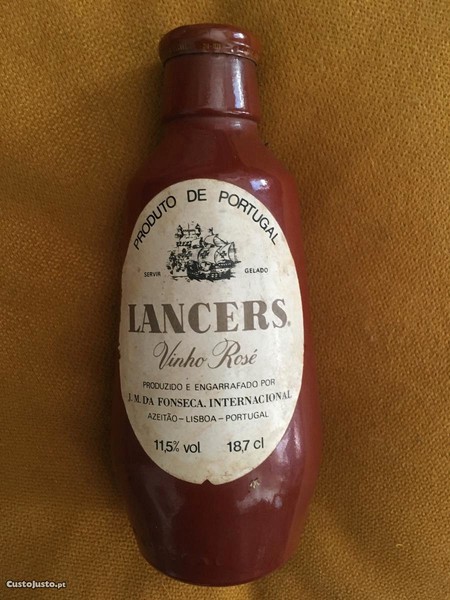 PRODUTO DE PORTUGAL
SERVIR GELADO
LANCERS®
Vinho Rosé
PRODUZIDO E ENGARRAFADO POR
J. M. DA FONSECA. INTERNACIONAL
AZEITÃO-LISBOA-PORTUGAL
11,5% vol 18,7 cl
CustoJusto.pt